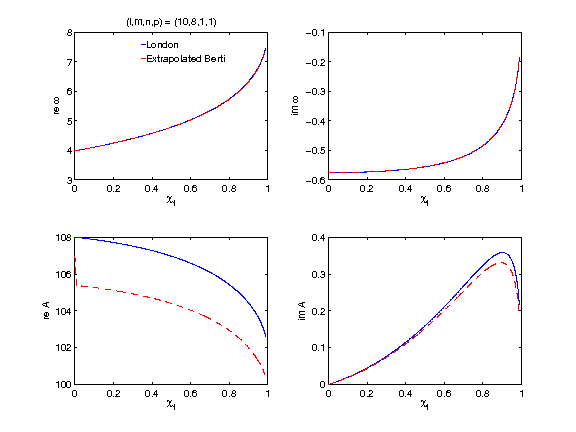 (l,m,n,p) = (10,8,1,1)
8
7
6
5
4
3
re ω
London
Extrapolated Berti
0 0.2 0.4 0.6 0.8 1
χf
−0.1
−0.2
−0.3
−0.4
−0.5
−0.6
im ω
0 0.2 0.4 0.6 0.8 1
χf
108
106
104
102
100
re A
0 0.2 0.4 0.6 0.8 1
χf
0.4
0.3
0.2
0.1
0
im A
0 0.2 0.4 0.6 0.8 1
χf